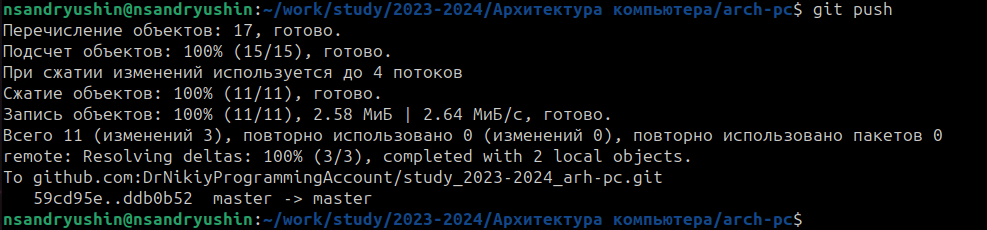 nsandryushin@nsandryushin:~/work/study/2023-2024/Архитектура компьютера/arch-pc$ git push
Перечисление объектов: 17, готово.
Подсчет объектов: 100% (15/15), готово.
При сжатии изменений используется до 4 потоков
Сжатие объектов: 100% (11/11), готово.
Запись объектов: 100% (11/11), 2.58 МиБ | 2.64 МиБ/с, готово.
Всего 11 (изменений 3), повторно использовано 0 (изменений 0), повторно использовано пакетов 0
remote: Resolving deltas: 100% (3/3), completed with 2 local objects.
To github.com:DrNikiyProgrammingAccount/study_2023-2024_arh-pc.git
   59cd95e..ddb0b52  master -> master
nsandryushin@nsandryushin:~/work/study/2023-2024/Архитектура компьютера/arch-pc$